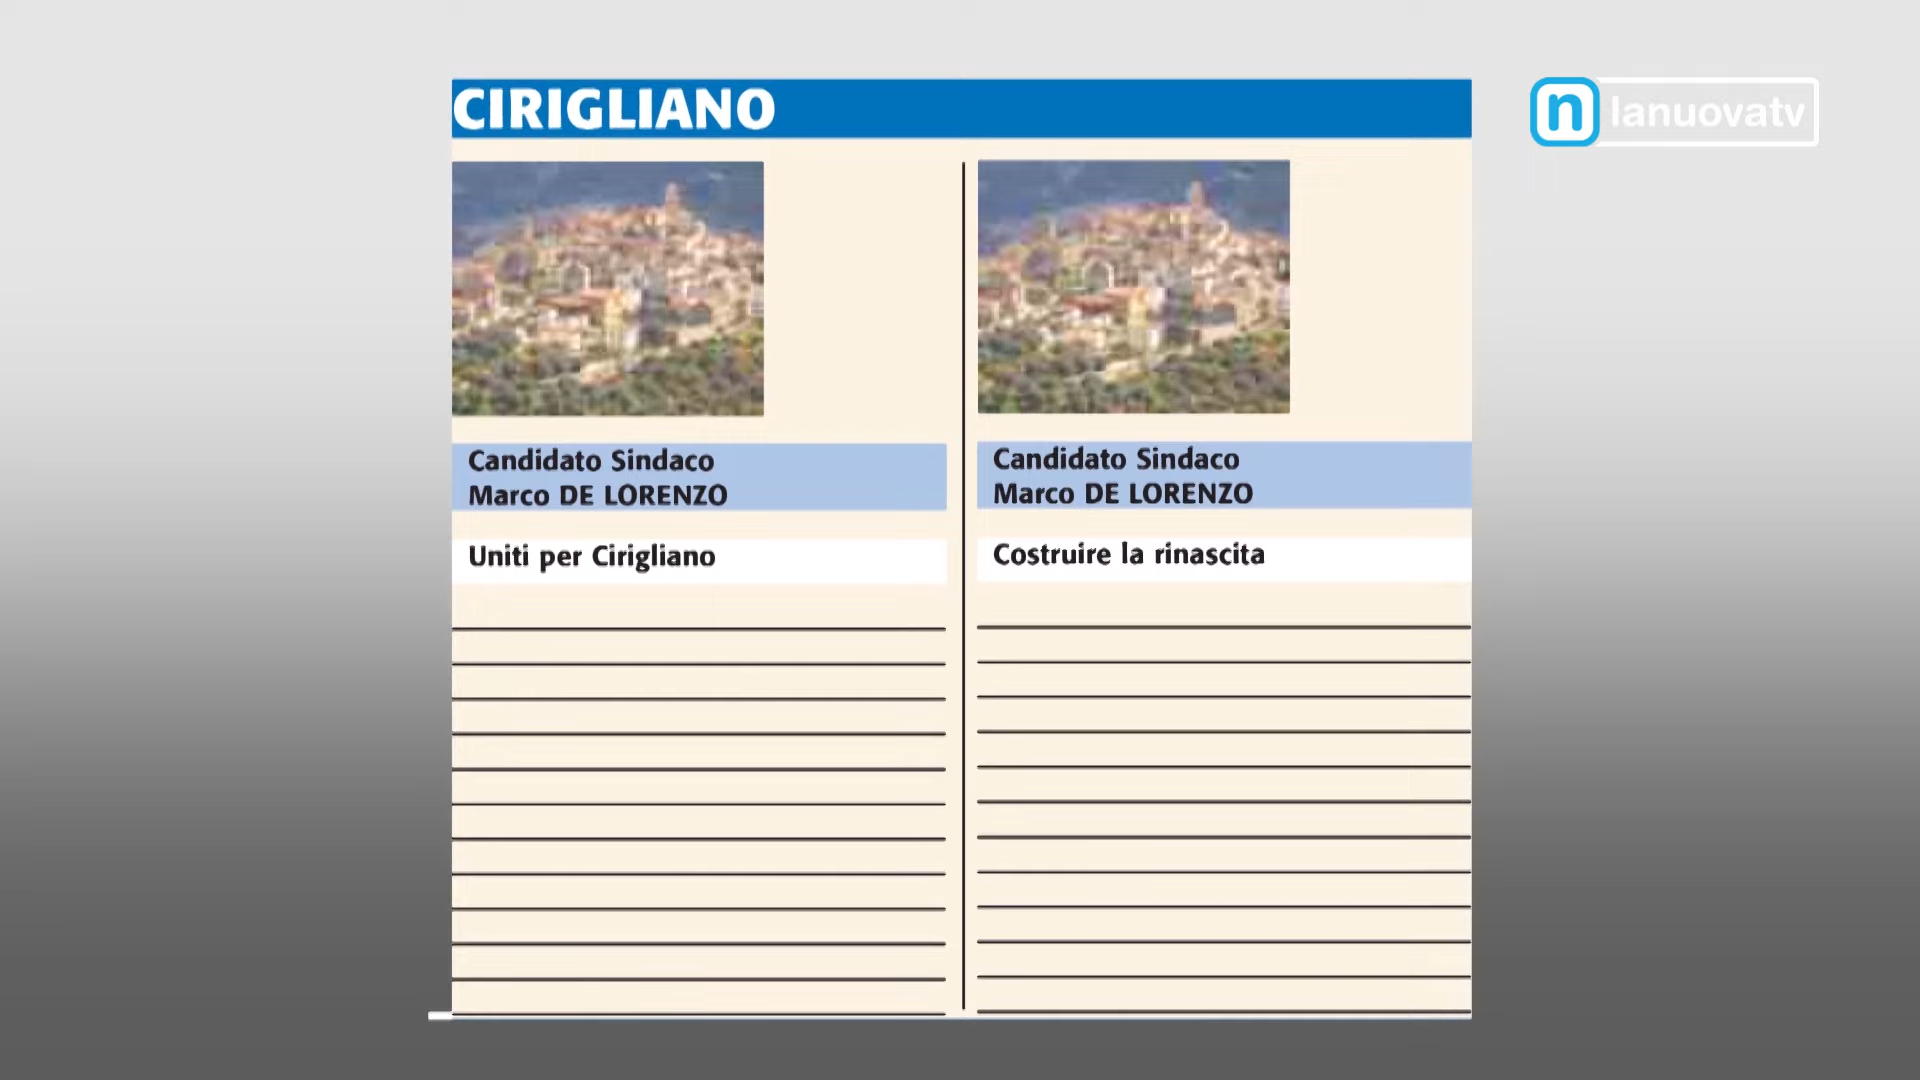 CIRIGLIANO
n lanuovatv
Candidato Sindaco
Marco DE LORENZO
Uniti per Cirigliano
Candidato Sindaco
Marco DE LORENZO
Costruire la rinascita